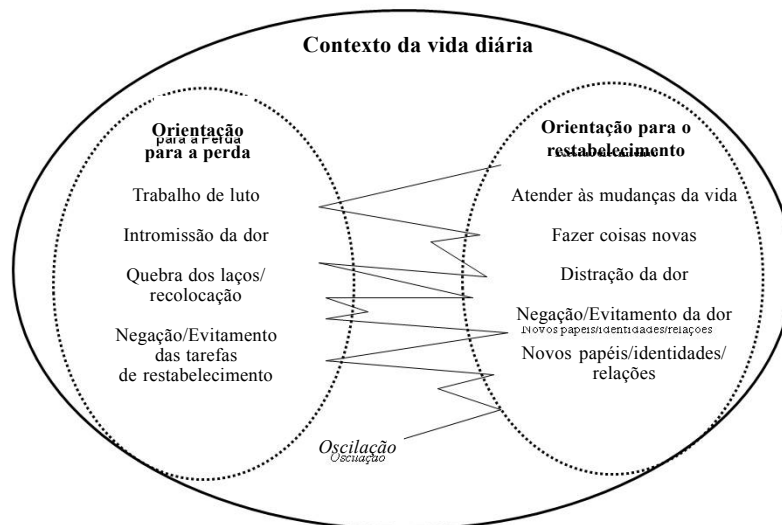 Contexto da vida diária
Orientação
para a Perda
para a perda
Trabalho de luto
Intromissão da dor
Quebra dos laços/
recolocação
Negação/Evitamento
das tarefas
de restabelecimento
Orientação para o
restabelecimento
Atender às mudanças da vida
Fazer coisas novas
Distração da dor
Negação/Evitamento da dor
Novos papéis/identidades/relações
Novos papéis/identidades/
relações
Oscilação